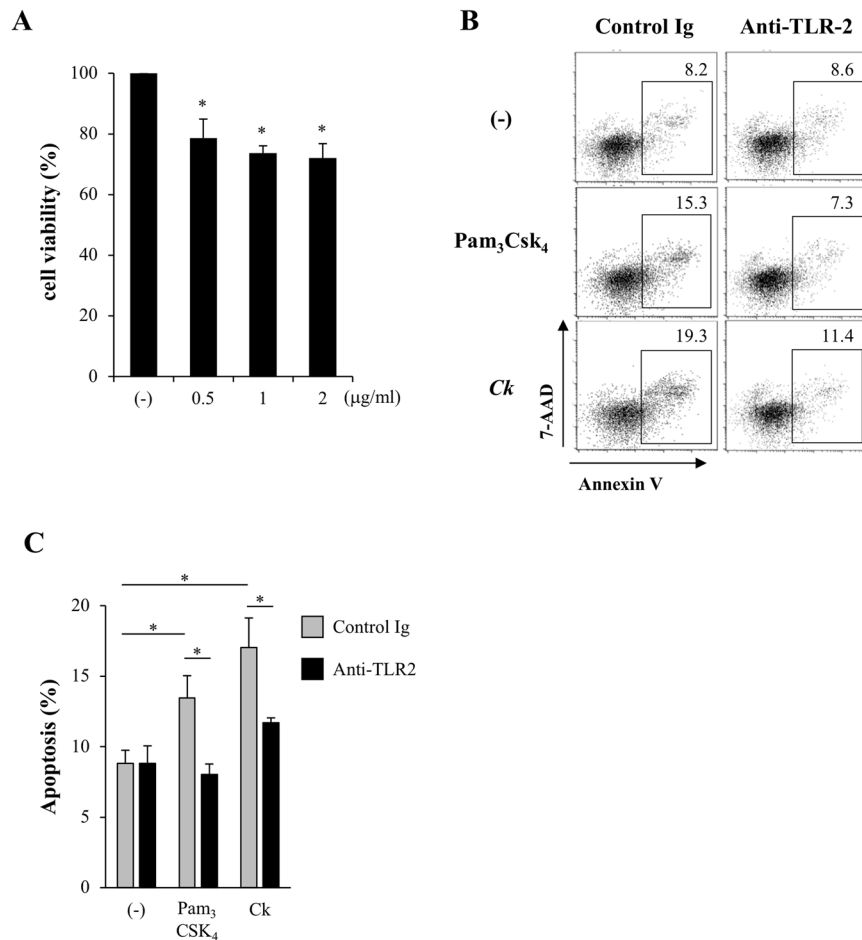 A
cell viability (%)
100
80
60
40
20
0
*
*
*
(-)
0.5
1
2
(μg/ml)
B
Control Ig
Anti-TLR-2
(-)
8.2
8.6
Pam₃Csk₄
15.3
7.3
Ck
19.3
11.4
7-AAD
Annexin V
C
Apoptosis (%)
20
15
10
5
0
*
*
*
*
Control Ig
Anti-TLR2
(-)
Pam₃
CSK₄
Ck